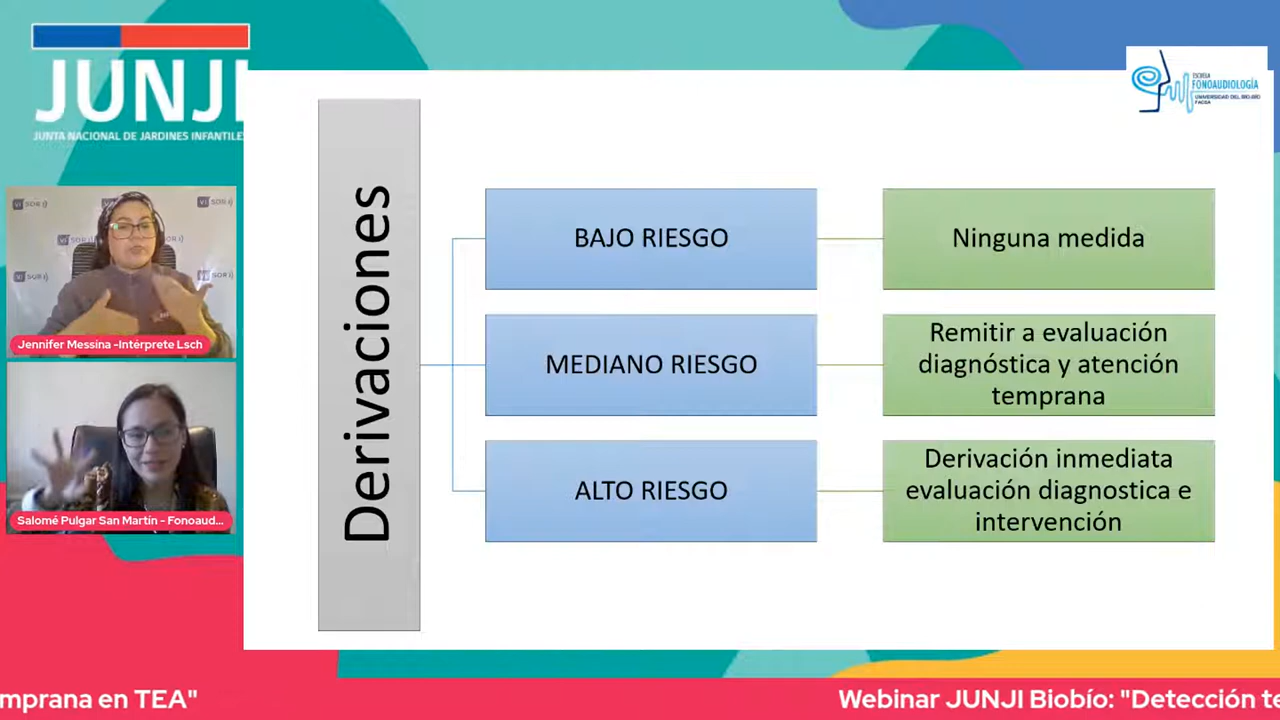 JUNJI
JUNTA NACIONAL DE JARDINES INFANTILE
ESCUELA
FONOAUDIOLOGÍA
UNIVERSIDAD DEL BÍO-BÍO
FACSA
Derivaciones
BAJO RIESGO
Ninguna medida
MEDIANO RIESGO
Remitir a evaluación
diagnóstica y atención
temprana
ALTO RIESGO
Derivación inmediata
evaluación diagnostica e
intervención
Jennifer Messina -Intérprete Lsch
Salomé Pulgar San Martín - Fonoaud...
mprana en TEA"
Webinar JUNJI Biobío: "Detección te